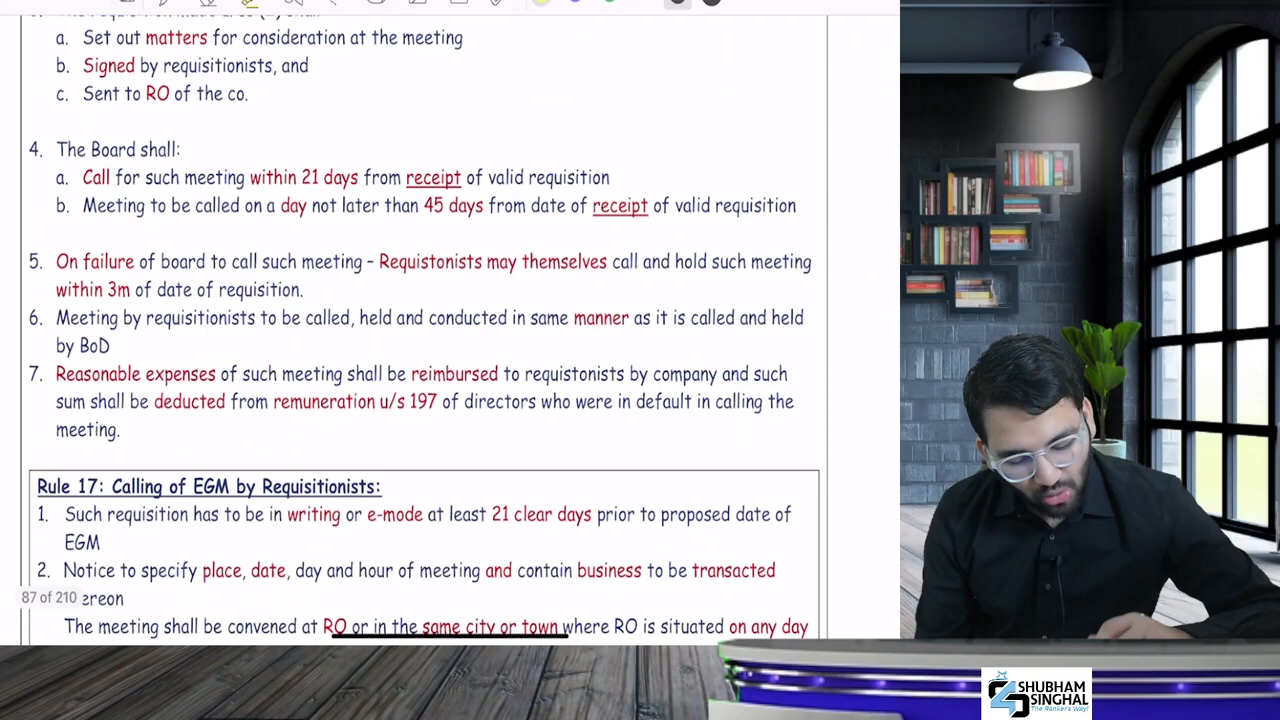 a. Set out matters for consideration at the meeting
b. Signed by requisitionists, and
c. Sent to RO of the co.
4. The Board shall:
a. Call for such meeting within 21 days from receipt of valid requisition
b. Meeting to be called on a day not later than 45 days from date of receipt of valid requisition
5. On failure of board to call such meeting – Requistonists may themselves call and hold such meeting
within 3m of date of requisition.
6. Meeting by requisitionists to be called, held and conducted in same manner as it is called and held
by BoD
7. Reasonable expenses of such meeting shall be reimbursed to requistonists by company and such
sum shall be deducted from remuneration u/s 197 of directors who were in default in calling the
meeting.
Rule 17: Calling of EGM by Requisitionists:
1. Such requisition has to be in writing or e-mode at least 21 clear days prior to proposed date of
EGM
2. Notice to specify place, date, day and hour of meeting and contain business to be transacted
87 of 210
ereon
The meeting shall be convened at RO or in the same city or town where RO is situated on any day
SHUBHAM
SINGHAL
The Ranker's Way!